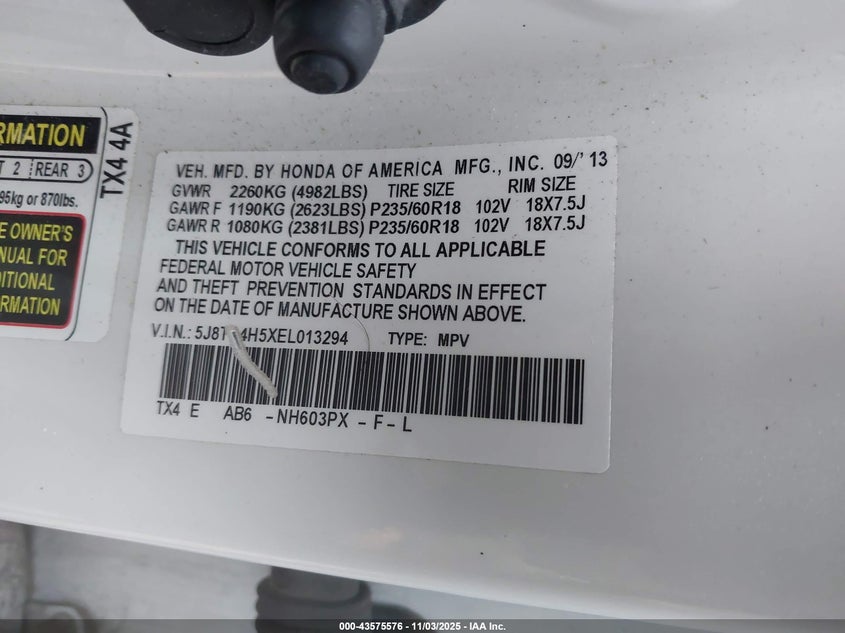 RMATION
T 2 REAR 3
95kg or 870lbs.
E OWNER'S
NUAL FOR
DITIONAL
ORMATION
TX4 4A
VEH. MFD. BY HONDA OF AMERICA MFG., INC. 09/'13
GVWR 2260KG (4982LBS) TIRE SIZE RIM SIZE
GAWR F 1190KG (2623LBS) P235/60R18 102V 18X7.5J
GAWR R 1080KG (2381LBS) P235/60R18 102V 18X7.5J
THIS VEHICLE CONFORMS TO ALL APPLICABLE
FEDERAL MOTOR VEHICLE SAFETY
AND THEFT PREVENTION STANDARDS IN EFFECT
ON THE DATE OF MANUFACTURE SHOWN ABOVE.
V.I.N.: TYPE: MPV
TX4 E AB6 -NH603PX -F-L
000-43575576 - 11/03/2025 - IAA Inc.